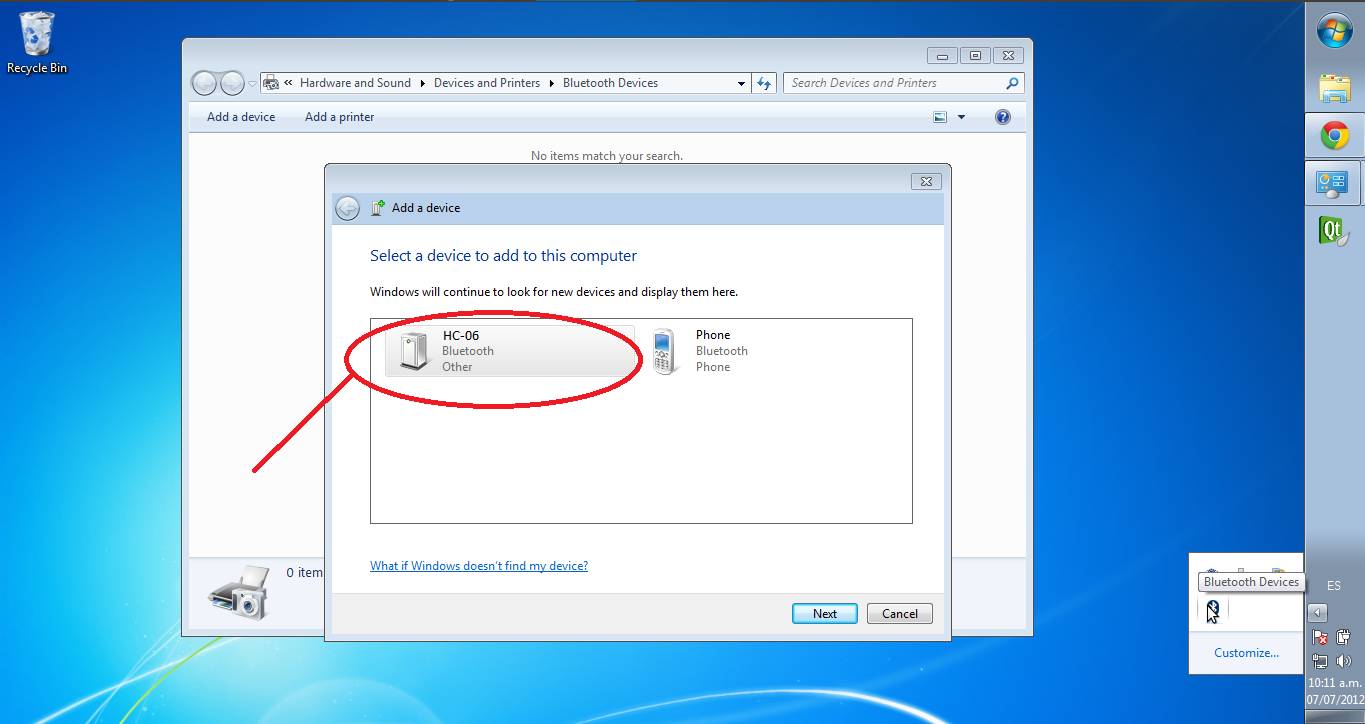 Recycle Bin
« Hardware and Sound Devices and Printers Bluetooth Devices
Search Devices and Printers
Add a device Add a printer
No items match your search.
Add a device
Select a device to add to this computer
Windows will continue to look for new devices and display them here.
HC-06
Bluetooth
Other
Phone
Bluetooth
Phone
What if Windows doesn't find my device?
0 item
Next Cancel
Qt
Bluetooth Devices
Customize...
ES
10:11 a.m.
07/07/2012